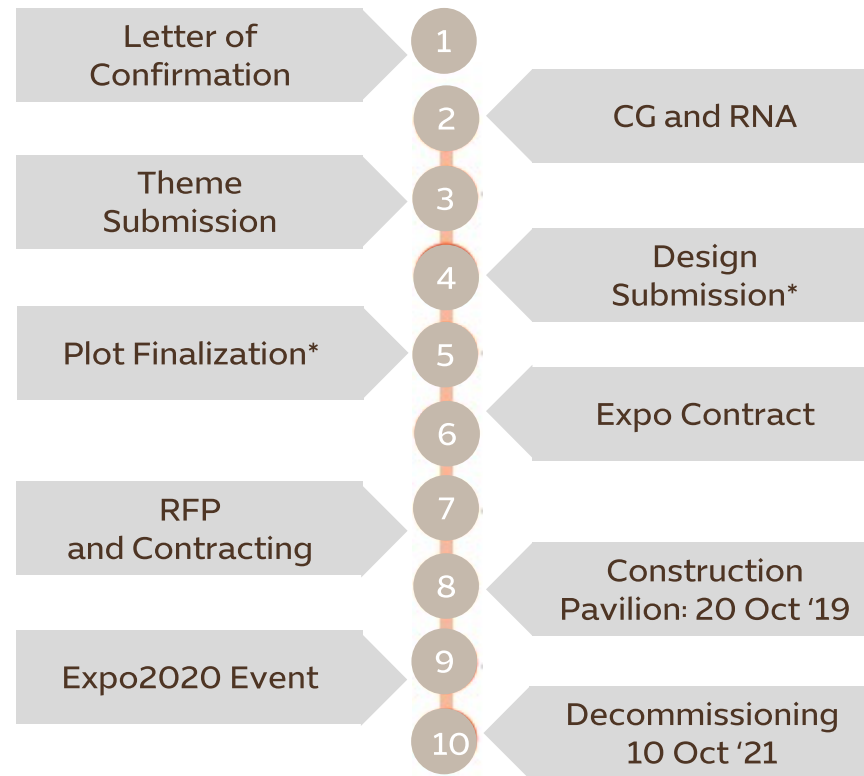 Letter of
Confirmation
1
2
CG and RNA
Theme
Submission
3
4
Design
Submission*
Plot Finalization*
5
6
Expo Contract
RFP
and Contracting
7
8
Construction
Pavilion: 20 Oct ‘19
Expo2020 Event
9
10
Decommissioning
10 Oct ‘21